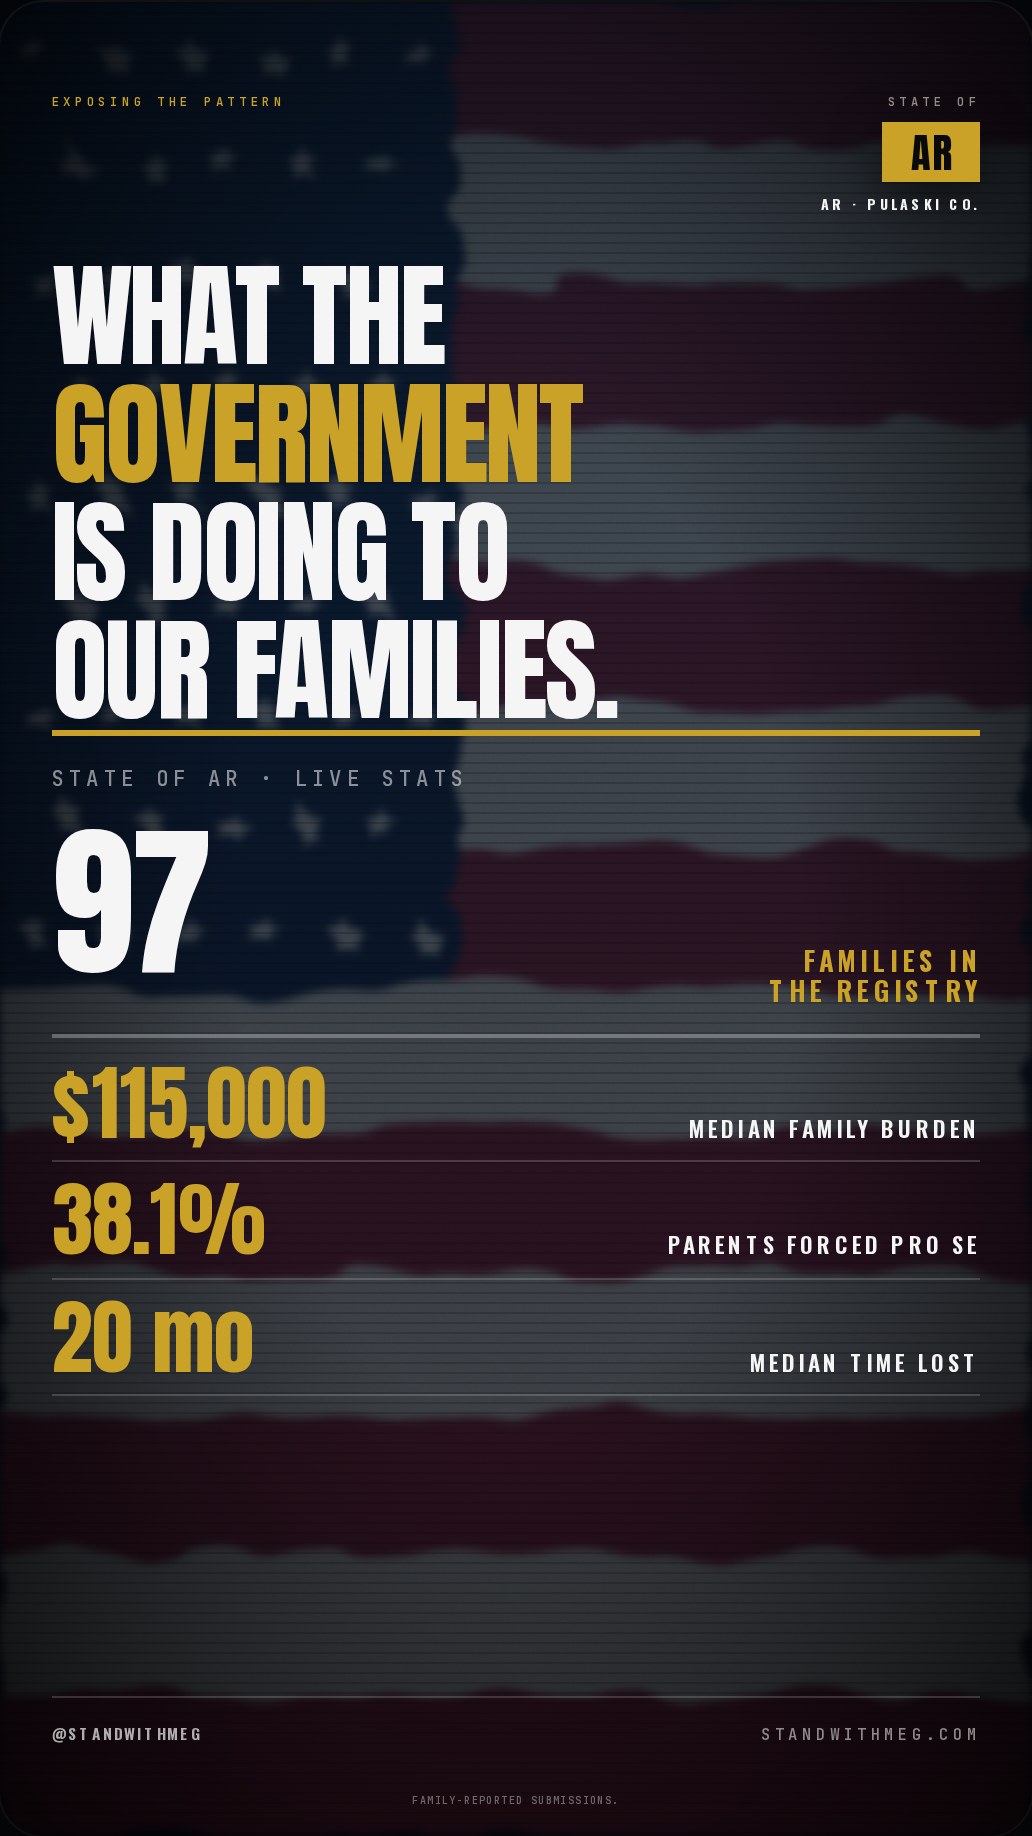 EXPOSING THE PATTERN
STATE OF
AR
AR · PULASKI CO.
WHAT THE
GOVERNMENT
IS DOING TO
OUR FAMILIES.
STATE OF AR · LIVE STATS
97
FAMILIES IN
THE REGISTRY
$115,000
MEDIAN FAMILY BURDEN
38.1%
PARENTS FORCED PRO SE
20 mo
MEDIAN TIME LOST
@STANDWITHMEG
STANDWITHMEG.COM
FAMILY-REPORTED SUBMISSIONS.